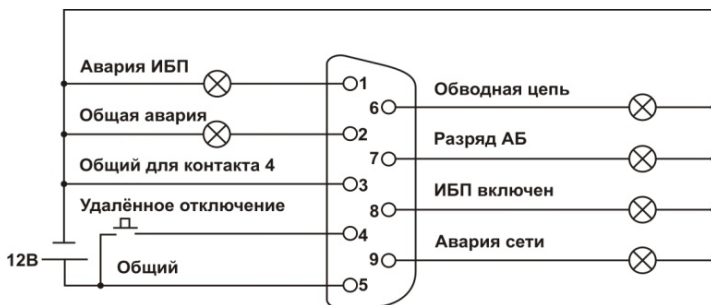 Авария ИБП
1
Обводная цепь
6
Общая авария
2
Разряд АБ
7
Общий для контакта 4
3
ИБП включен
8
Удалённое отключение
4
Авария сети
9
12В
Общий
5